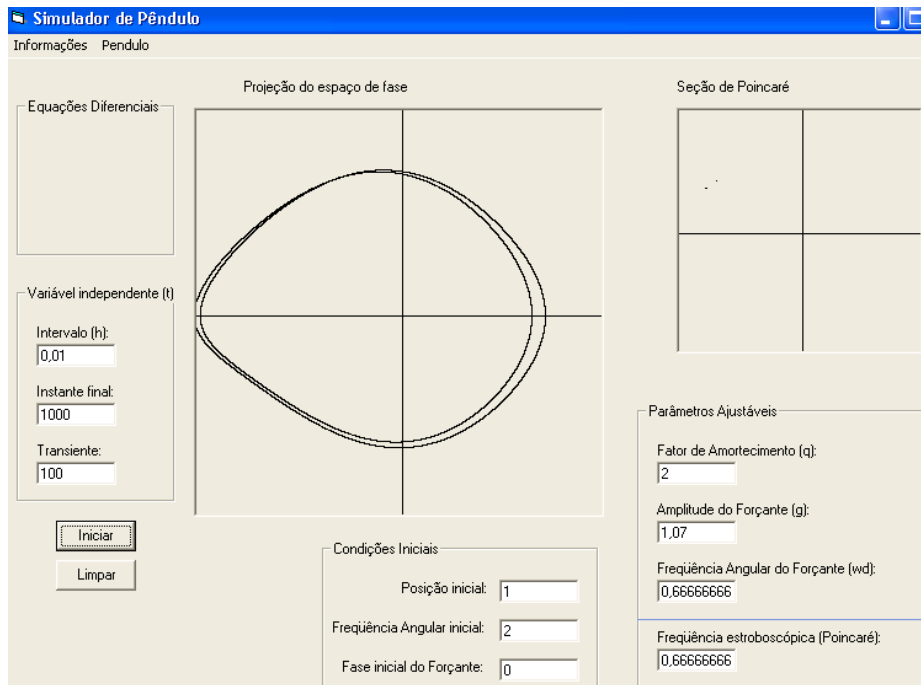 Simulador de Pêndulo
Informações Pendulo
Projeção do espaço de fase
Seção de Poincaré
Equações Diferenciais
Variável independente (t)
Intervalo (h):
0,01
Instante final:
1000
Transiente:
100
Iniciar
Limpar
Condições Iniciais
Posição inicial: 1
Freqüência Angular inicial: 2
Fase inicial do Forçante: 0
Parâmetros Ajustáveis
Fator de Amortecimento (q):
2
Amplitude do Forçante (g):
1,07
Freqüência Angular do Forçante (wd):
0,66666666
Freqüência estroboscópica (Poincaré):
0,66666666